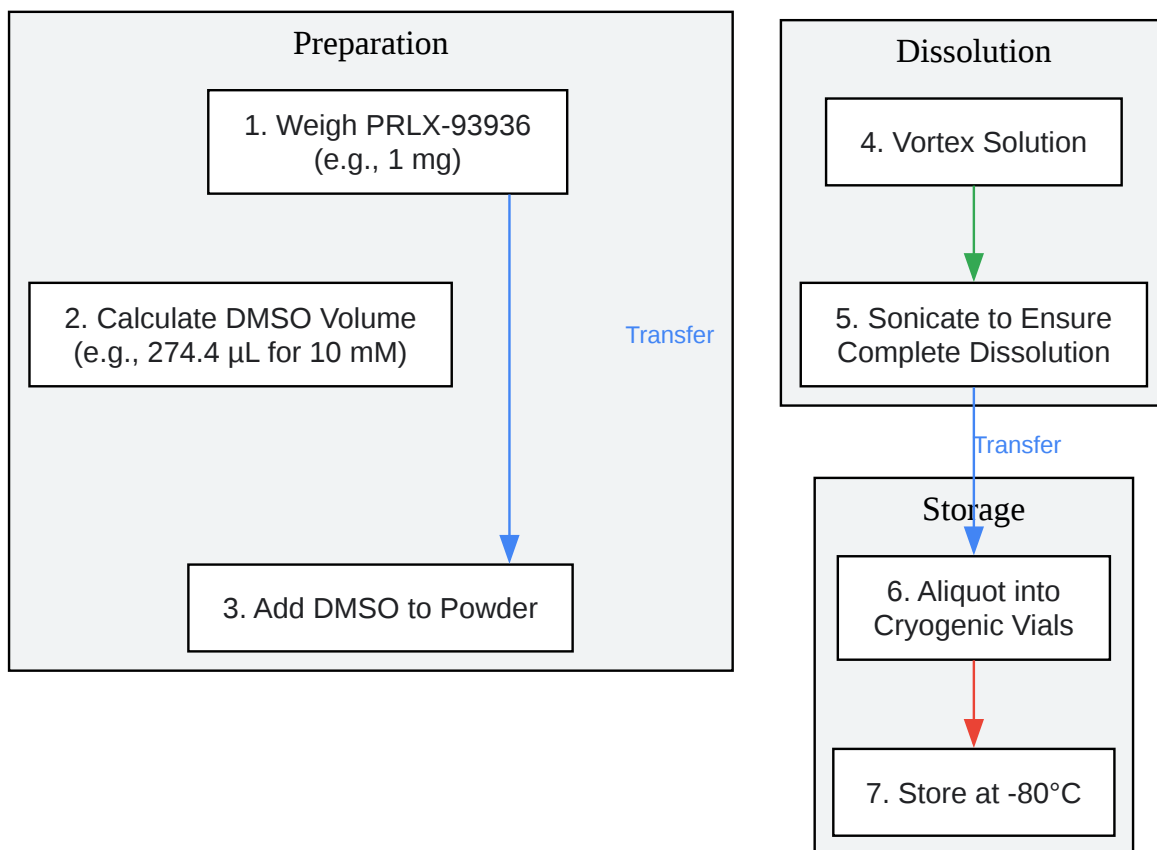 Preparation
1. Weigh PRLX-93936
(e.g., 1 mg)
2. Calculate DMSO Volume
(e.g., 274.4 µL for 10 mM)
Transfer
3. Add DMSO to Powder
Dissolution
4. Vortex Solution
5. Sonicate to Ensure
Complete Dissolution
Transfer
Storage
6. Aliquot into
Cryogenic Vials
7. Store at -80°C